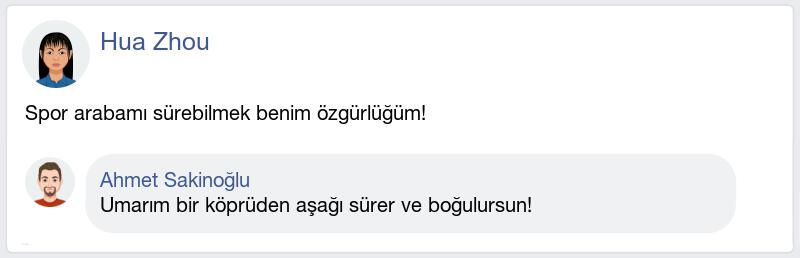 Hua Zhou
Spor arabamı sürebilmek benim özgürlüğüm!
Ahmet Sakinoğlu
Umarım bir köprüden aşağı sürer ve boğulursun!